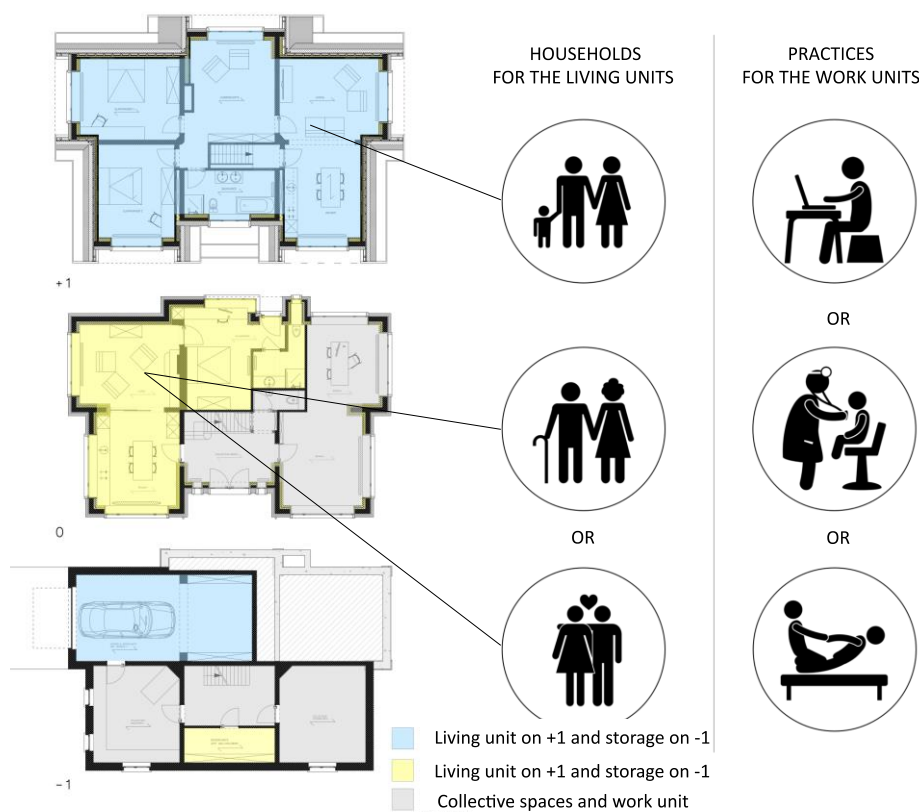 HOUSEHOLDS
FOR THE LIVING UNITS
PRACTICES
FOR THE WORK UNITS
+1
OR
0
OR
OR
-1
Living unit on +1 and storage on -1
Living unit on +1 and storage on -1
Collective spaces and work unit